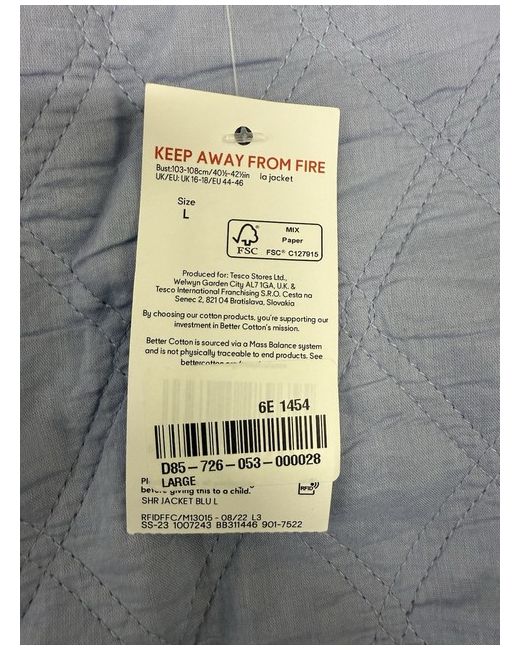 KEEP AWAY FROM FIRE
Bust:103-108cm/40½-42½in la jacket
UK/EU: UK 16-18/EU 44-46
Size
L
MIX
Paper
FSC
FSC® C127915
Produced for: Tesco Stores Ltd.,
Welwyn Garden City AL7 1GA, U.K. &
Tesco International Franchising S.R.O. Cesta na
Senec 2, 821 04 Bratislava, Slovakia
By choosing our cotton products, you're supporting our
investment in Better Cotton's mission.
Better Cotton is sourced via a Mass Balance system
and is not physically traceable to end products. See
6E 1454
D85-726-053-000028
LARGE
before giving this to a child."
RFID
SHR JACKET BLU L
RFIDFFC/M13015 - 08/22 L3
SS-23 1007243 BB311446 901-7522